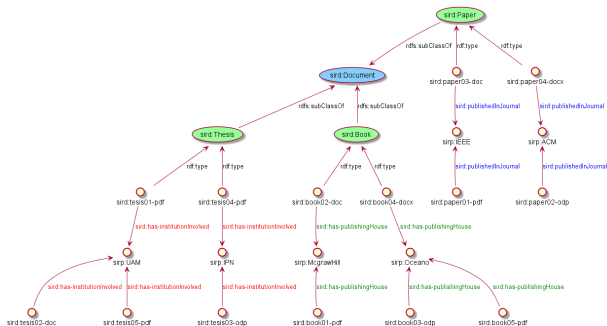 sird:Paper
rdfs:subClassOf
rdf:type
rdf:type
sird:Document
sird:paper03-doc
sird:paper04-docx
rdfs:subClassOf
rdfs:subClassOf
sird:publishedInJournal
sird:publishedInJournal
sird:Thesis
sird:Book
sirp:IEEE
sirp:ACM
rdf:type
rdf:type
rdf:type
rdf:type
sird:publishedInJournal
sird:publishedInJournal
sird:tesis01-pdf
sird:tesis04-pdf
sird:book02-doc
sird:book04-docx
sird:paper01-pdf
sird:paper02-odp
sird:has-institutionInvolved
sird:has-institutionInvolved
sird:has-publishingHouse
sird:has-publishingHouse
sirp:UAM
sirp:IPN
sirp:McgrawHill
sirp:Oceano
sird:has-institutionInvolved
sird:has-institutionInvolved
sird:has-institutionInvolved
sird:has-publishingHouse
sird:has-publishingHouse
sird:has-publishingHouse
sird:tesis02-doc
sird:tesis05-pdf
sird:tesis03-odp
sird:book01-pdf
sird:book03-odp
sird:book05-pdf